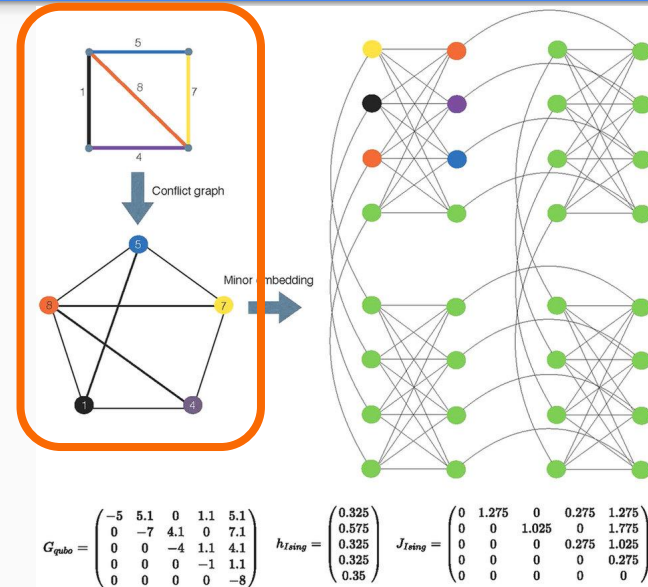 5
8
1
7
4
Conflict graph
5
Minor embedding
8
7
1
4
G_qubo = ( −5 5.1 0 1.1 5.1
0 −7 4.1 0 7.1
0 0 −4 1.1 4.1
0 0 0 −1 1.1
0 0 0 0 −8 )
h_Ising = ( 0.325
0.575
0.325
0.325
0.35 )
J_Ising = ( 0 1.275 0 0.275 1.275
0 0 1.025 0 1.775
0 0 0 0.275 1.025
0 0 0 0 0.275
0 0 0 0 0